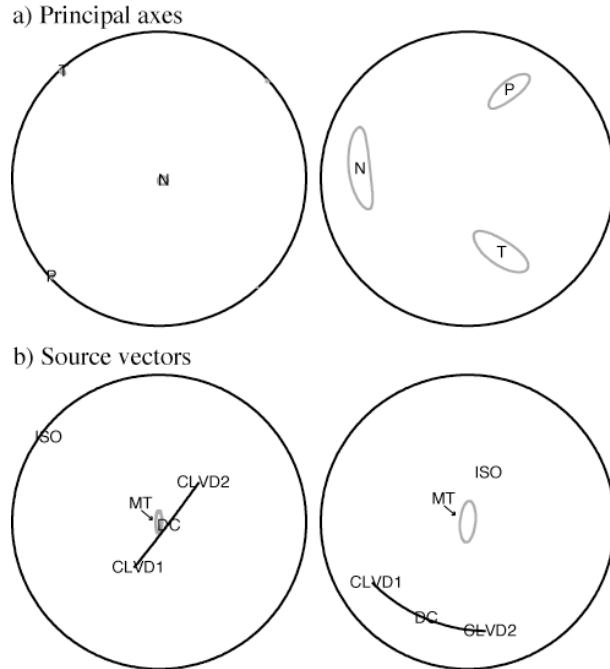 a) Principal axes
T
P
N
N
P
T
b) Source vectors
ISO
CLVD2
MT
DC
CLVD1
ISO
MT
CLVD1
DC
CLVD2